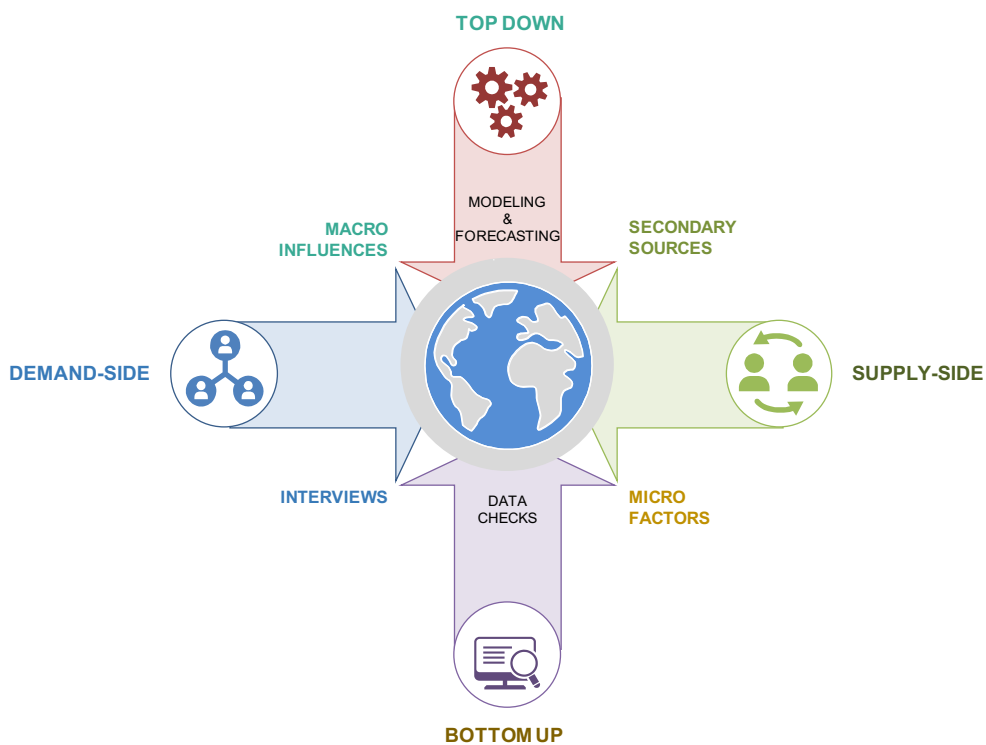 TOP DOWN
MODELING
&
FORECASTING
MACRO
INFLUENCES
SECONDARY
SOURCES
DEMAND-SIDE
SUPPLY-SIDE
INTERVIEWS
DATA
CHECKS
MICRO
FACTORS
BOTTOM UP